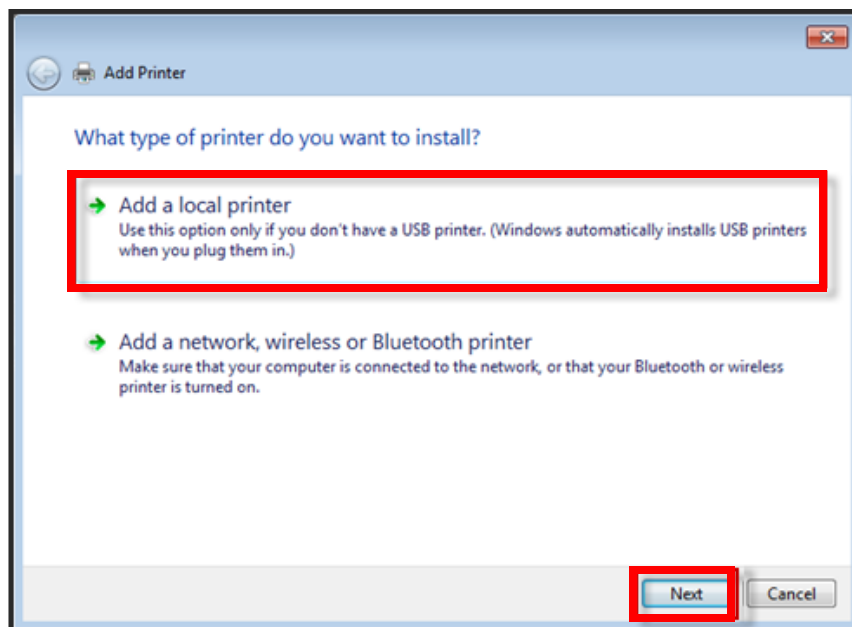 Add Printer
What type of printer do you want to install?
Add a local printer
Use this option only if you don't have a USB printer. (Windows automatically installs USB printers
when you plug them in.)
Add a network, wireless or Bluetooth printer
Make sure that your computer is connected to the network, or that your Bluetooth or wireless
printer is turned on.
Next Cancel